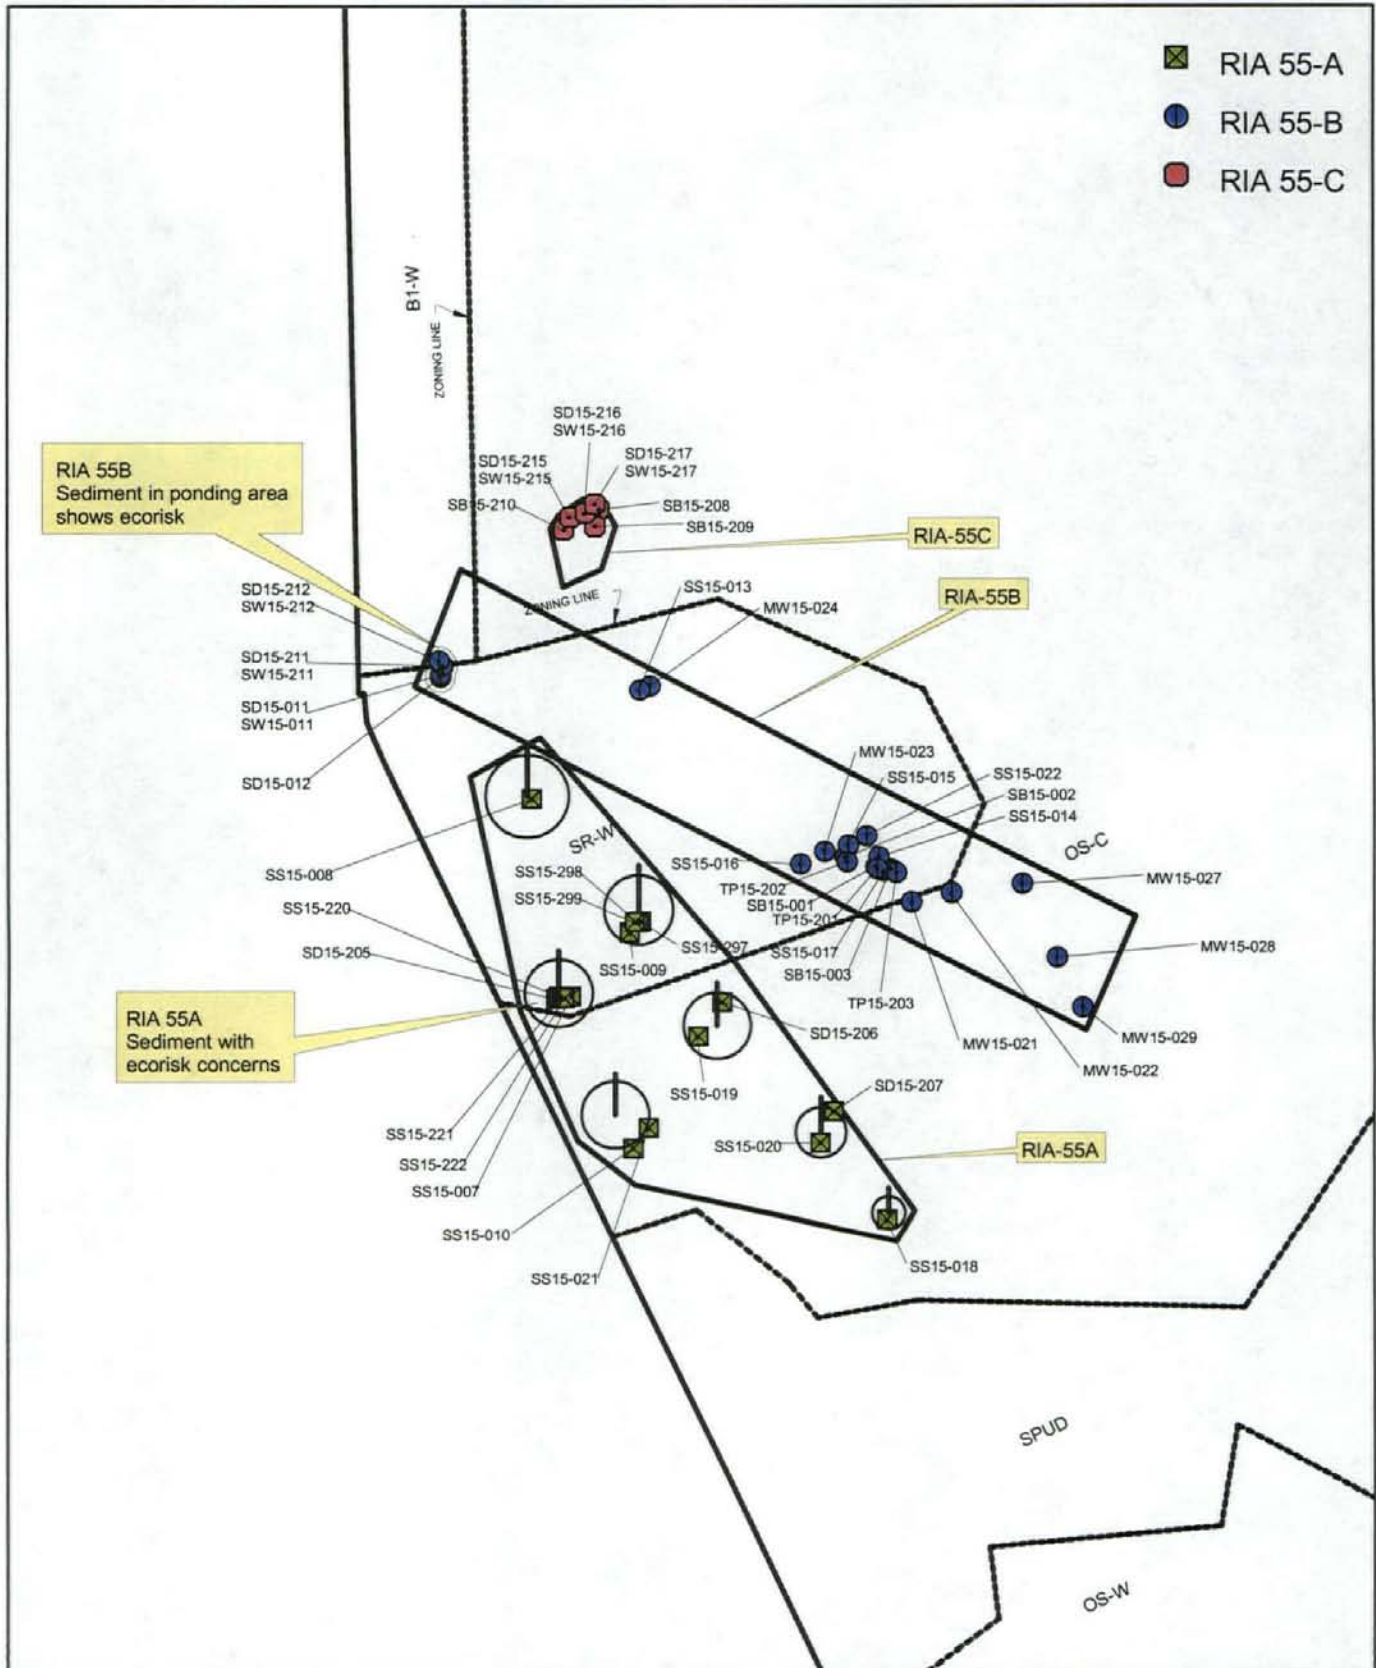 RIA 55-A
RIA 55-B
RIA 55-C
B1-W
ZONING LINE
SD15-216
SW15-216
SD15-217
SW15-217
SD15-215
SW15-215
SB15-210
SB15-208
SB15-209
RIA 55B
Sediment in ponding area
shows ecorisk
RIA-55C
SD15-212
SW15-212
SS15-013
RIA-55B
ZONING LINE
MW15-024
SD15-211
SW15-211
SD15-011
SW15-011
SD15-012
MW15-023
SS15-015
SS15-022
SB15-002
SS15-014
SR-W
OS-C
SS15-016
SS15-008
SS15-298
TP15-202
MW15-027
SS15-299
SB15-001
SS15-220
TP15-201
SS15-297
SD15-205
SS15-017
MW15-028
SS15-009
SB15-003
TP15-203
RIA 55A
Sediment with
ecorisk concerns
SD15-206
MW15-021
MW15-029
MW15-022
SS15-019
SD15-207
SS15-221
SS15-020
RIA-55A
SS15-222
SS15-007
SS15-010
SS15-018
SS15-021
SPUD
OS-W